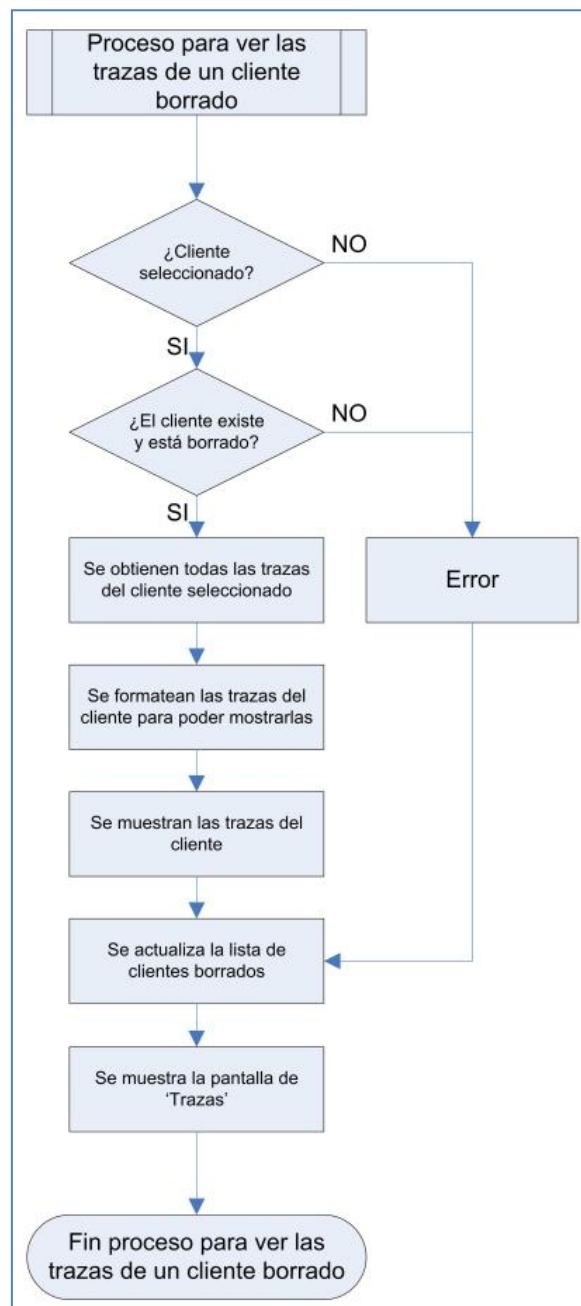 Proceso para ver las
trazas de un cliente
borrado
¿Cliente
seleccionado?
NO
SI
¿El cliente existe
y está borrado?
NO
SI
Se obtienen todas las trazas
del cliente seleccionado
Error
Se formatean las trazas del
cliente para poder mostrarlas
Se muestran las trazas del
cliente
Se actualiza la lista de
clientes borrados
Se muestra la pantalla de
‘Trazas’
Fin proceso para ver las
trazas de un cliente borrado